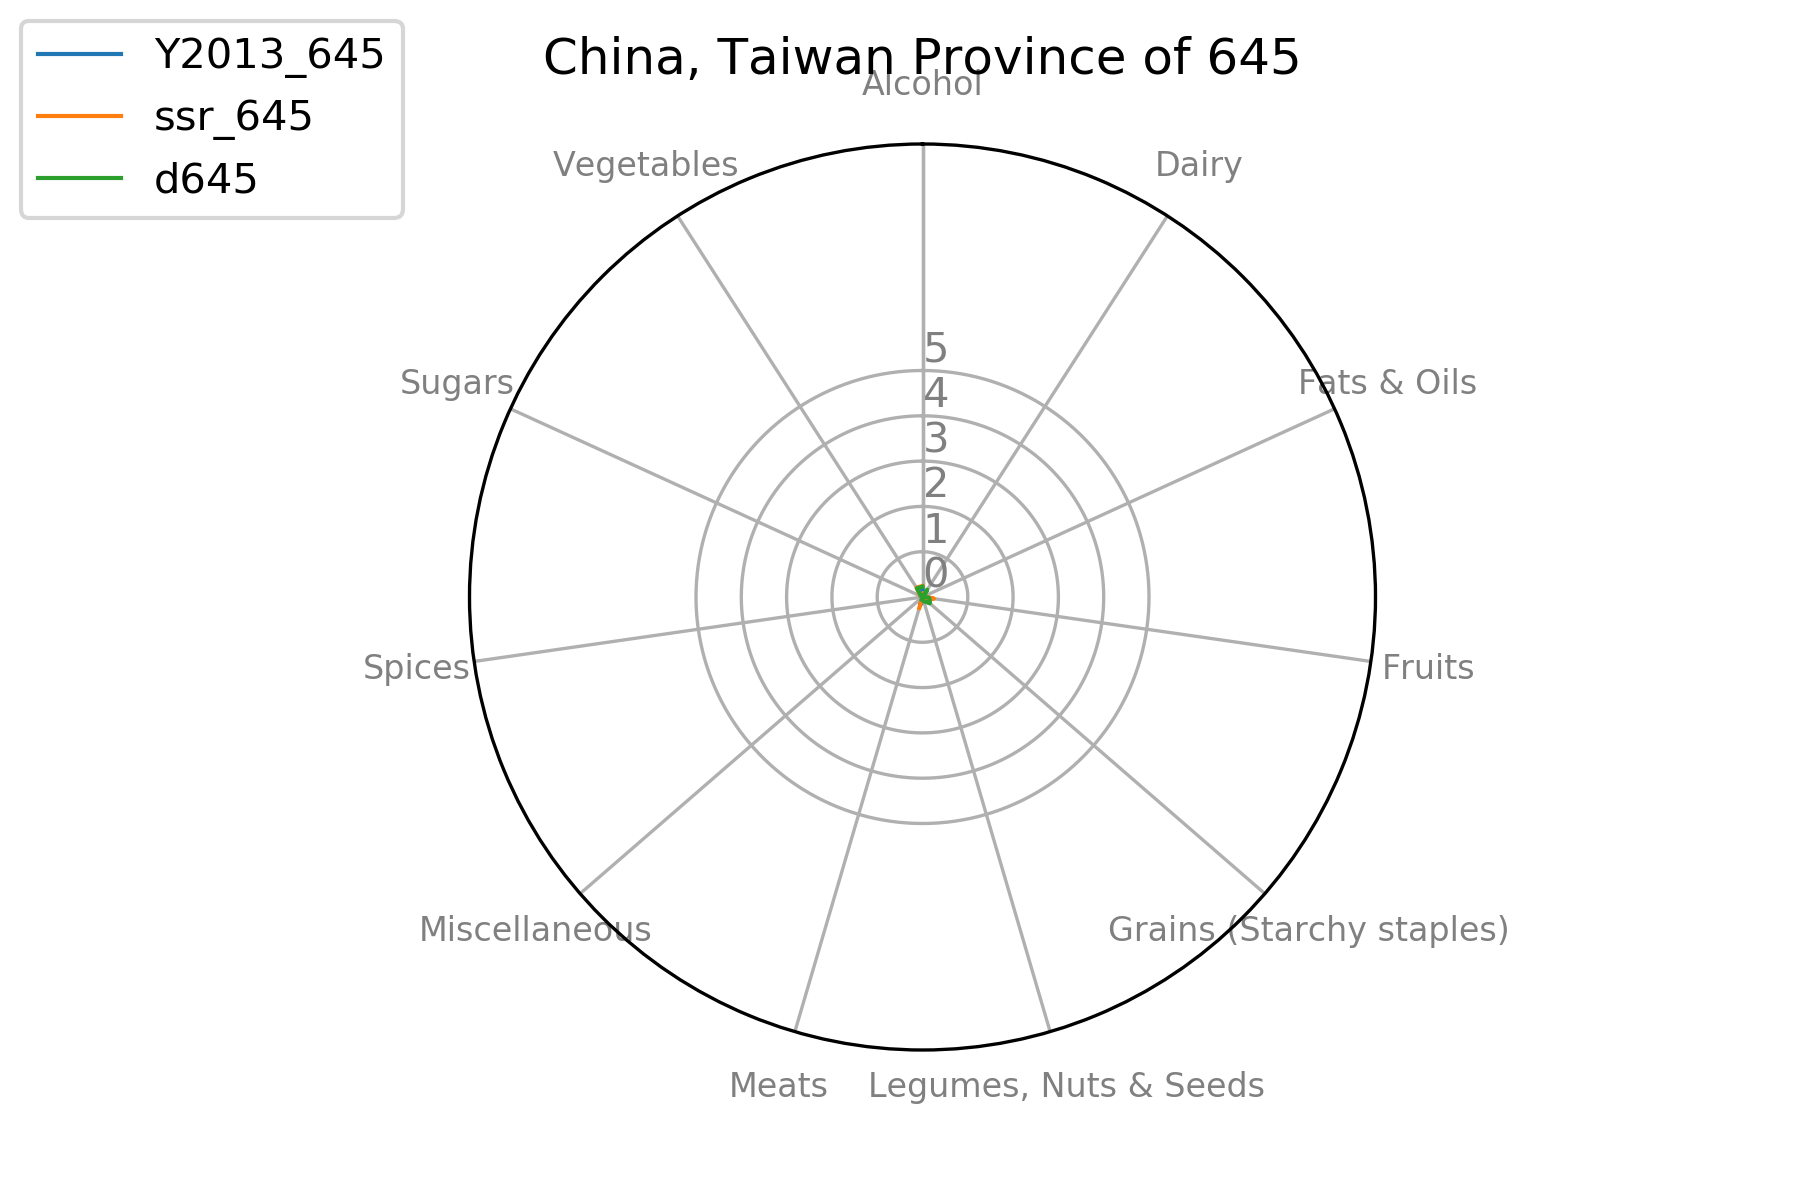 Y2013_645
ssr_645
d645
China, Taiwan Province of 645
Alcohol
Vegetables
Dairy
Sugars
Fats & Oils
5
4
3
2
1
0
Spices
Fruits
Miscellaneous
Grains (Starchy staples)
Meats
Legumes, Nuts & Seeds